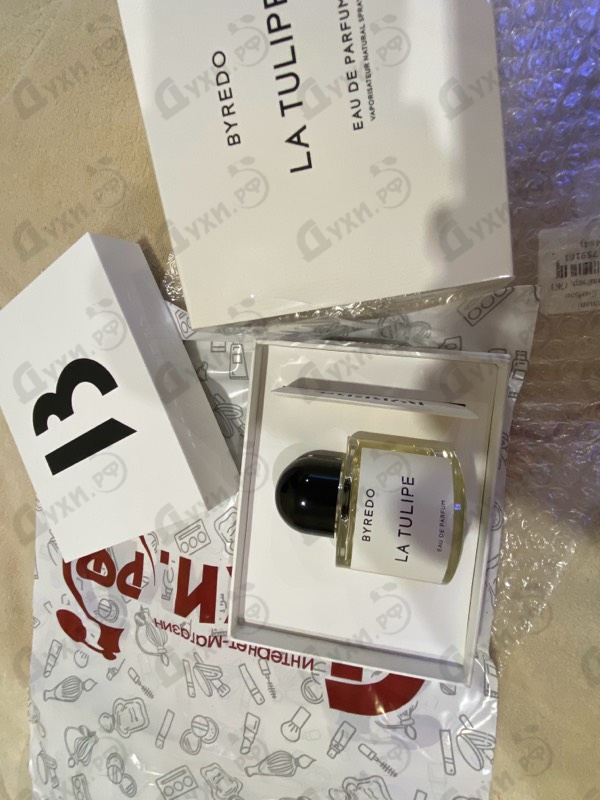 BYREDO
LA TULIPE
EAU DE PARFUM
VAPORISATEUR NATURAL SPRAY
B
BYREDO
LA TULIPE
EAU DE PARFUM
И.РФ
интернет-магазин
Духи.РФ